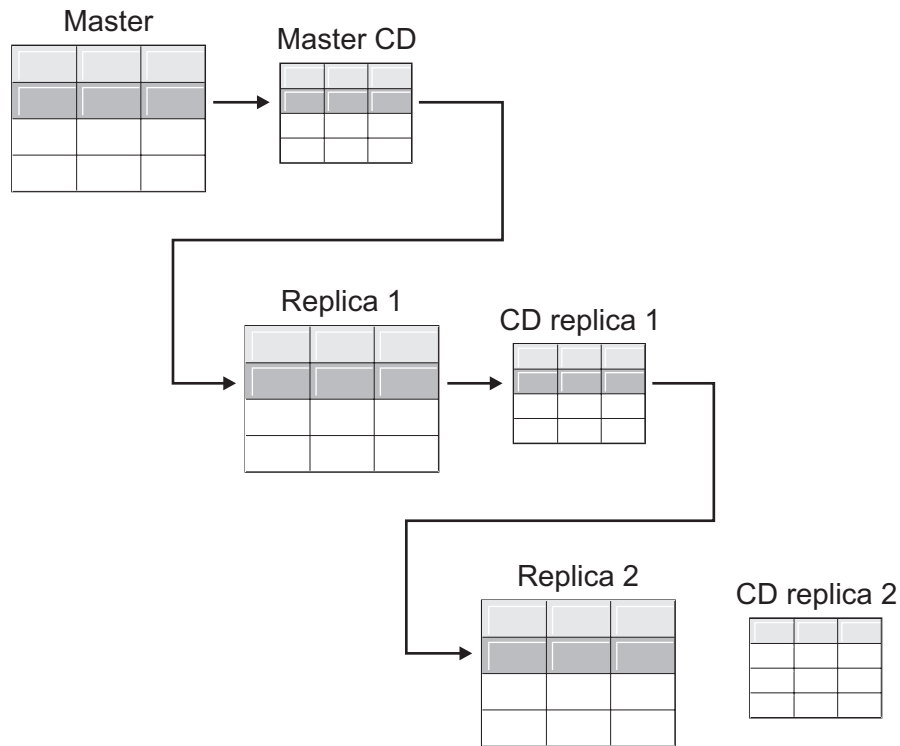 Master
Master CD
Replica 1
CD replica 1
Replica 2
CD replica 2